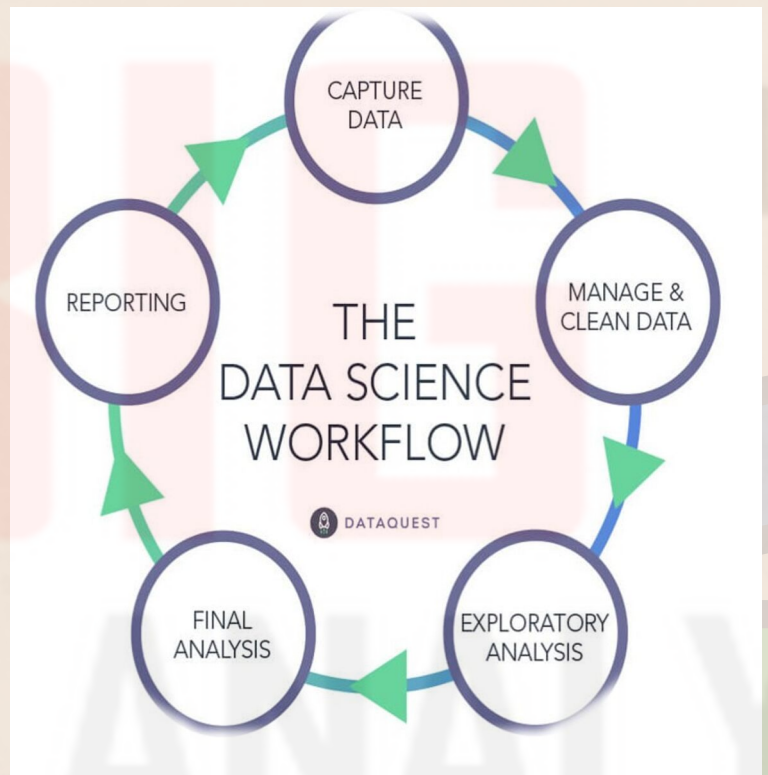 CAPTURE
DATA
MANAGE &
CLEAN DATA
EXPLORATORY
ANALYSIS
FINAL
ANALYSIS
REPORTING
THE
DATA SCIENCE
WORKFLOW
DATAQUEST